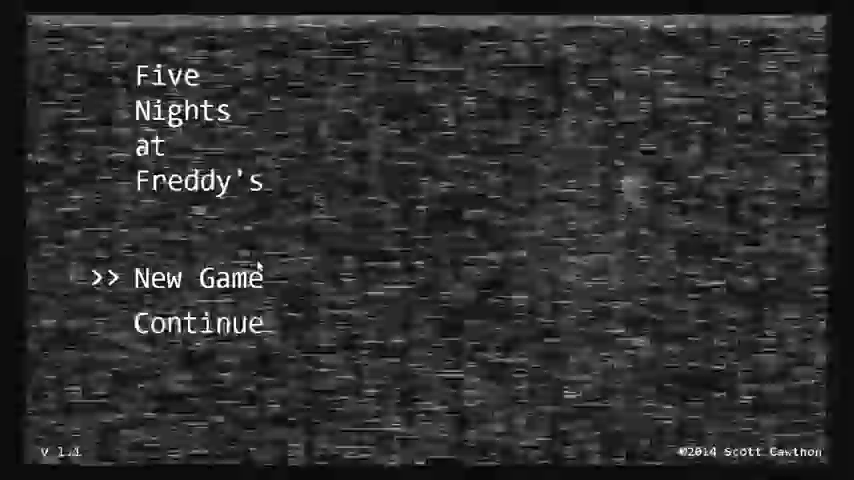 Five
Nights
at
Freddy's
>> New Game
Continue
v 1.1
©2014 Scott Cawthon